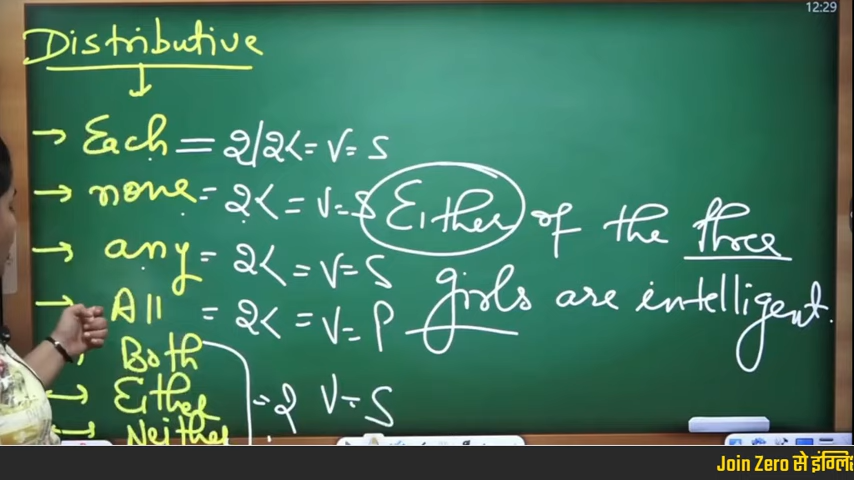 12:29
Distributive
→ Each = 2/2< = V = S
→ none = 2< = V = S
→ any = 2< = V = S
→ All = 2< = V = P
Both
→ Either = 2 V = S
→ Neither
Either of the three
girls are intelligent.
Join Zero से इंग्लि